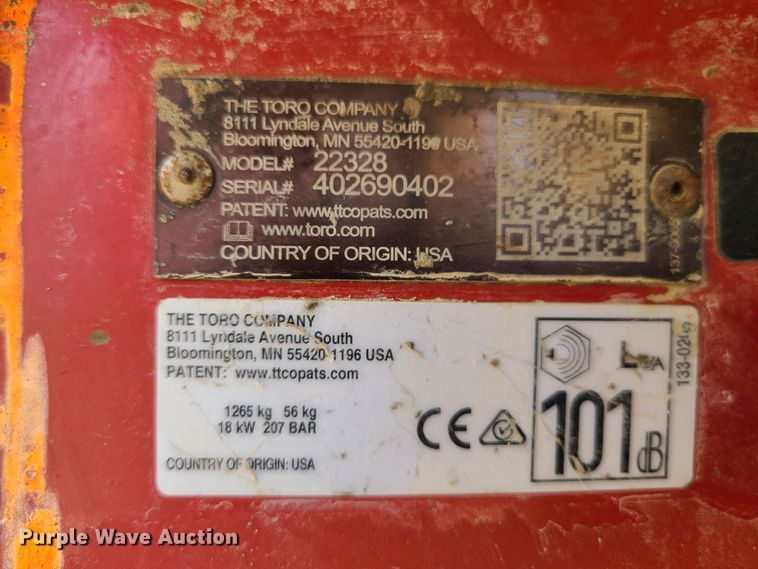 THE TORO COMPANY
8111 Lyndale Avenue South
Bloomington, MN 55420-1196 USA
MODEL# 22328
SERIAL# 402690402
PATENT: www.ttcopats.com
www.toro.com
COUNTRY OF ORIGIN: USA
THE TORO COMPANY
8111 Lyndale Avenue South
Bloomington, MN 55420-1196 USA
PATENT: www.ttcopats.com
1265 kg 56 kg
18 kW 207 BAR
COUNTRY OF ORIGIN: USA
CE
LWA
101 dB
Purple Wave Auction